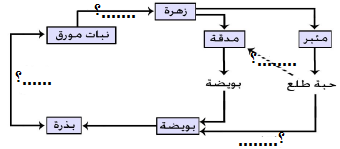 زهرة
؟.......
نبات مورق
مدقة
مئبر
؟........
بويضة
حبة طلع
؟......
بذرة
بويضة
؟........